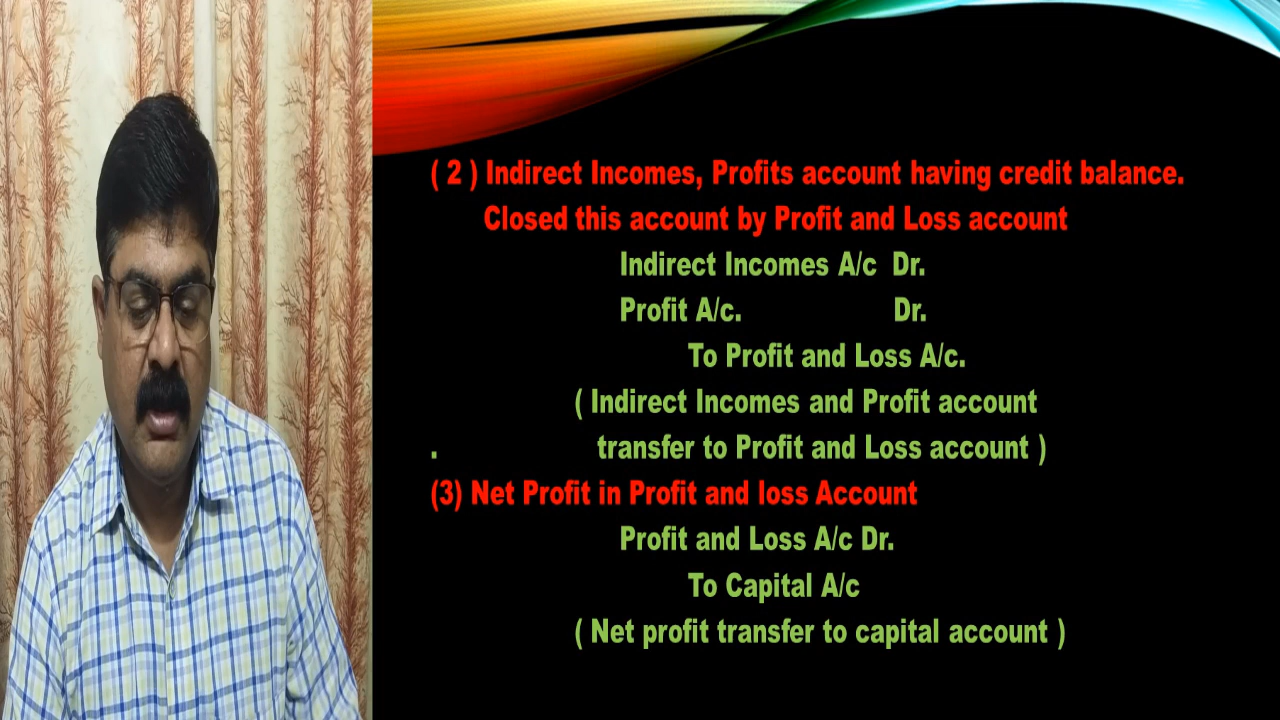 ( 2 ) Indirect Incomes, Profits account having credit balance.
Closed this account by Profit and Loss account
Indirect Incomes A/c Dr.
Profit A/c. Dr.
To Profit and Loss A/c.
( Indirect Incomes and Profit account
. transfer to Profit and Loss account )
(3) Net Profit in Profit and loss Account
Profit and Loss A/c Dr.
To Capital A/c
( Net profit transfer to capital account )